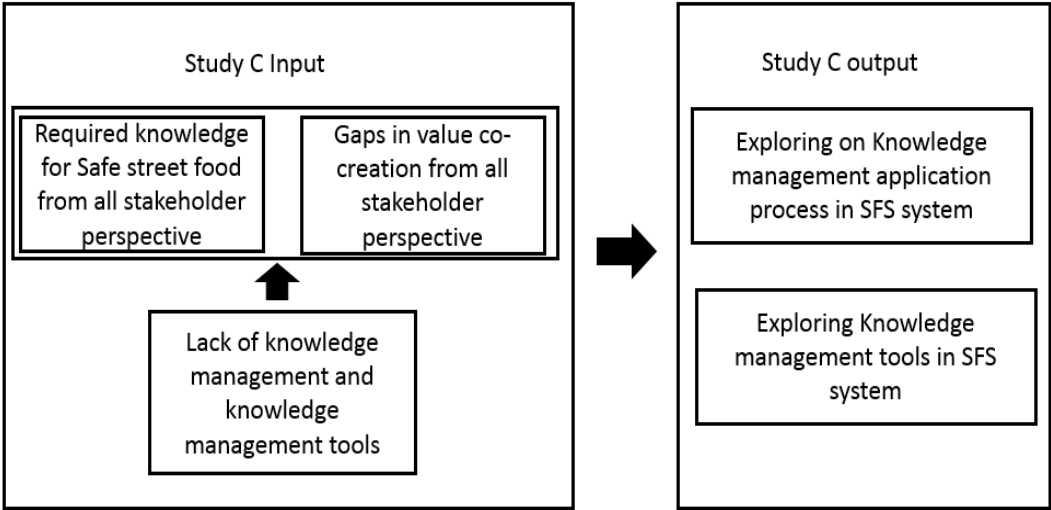 Study C Input
Required knowledge
for Safe street food
from all stakeholder
perspective
Gaps in value co-
creation from all
stakeholder
perspective
Lack of knowledge
management and
knowledge
management tools
Study C output
Exploring on Knowledge
management application
process in SFS system
Exploring Knowledge
management tools in SFS
system